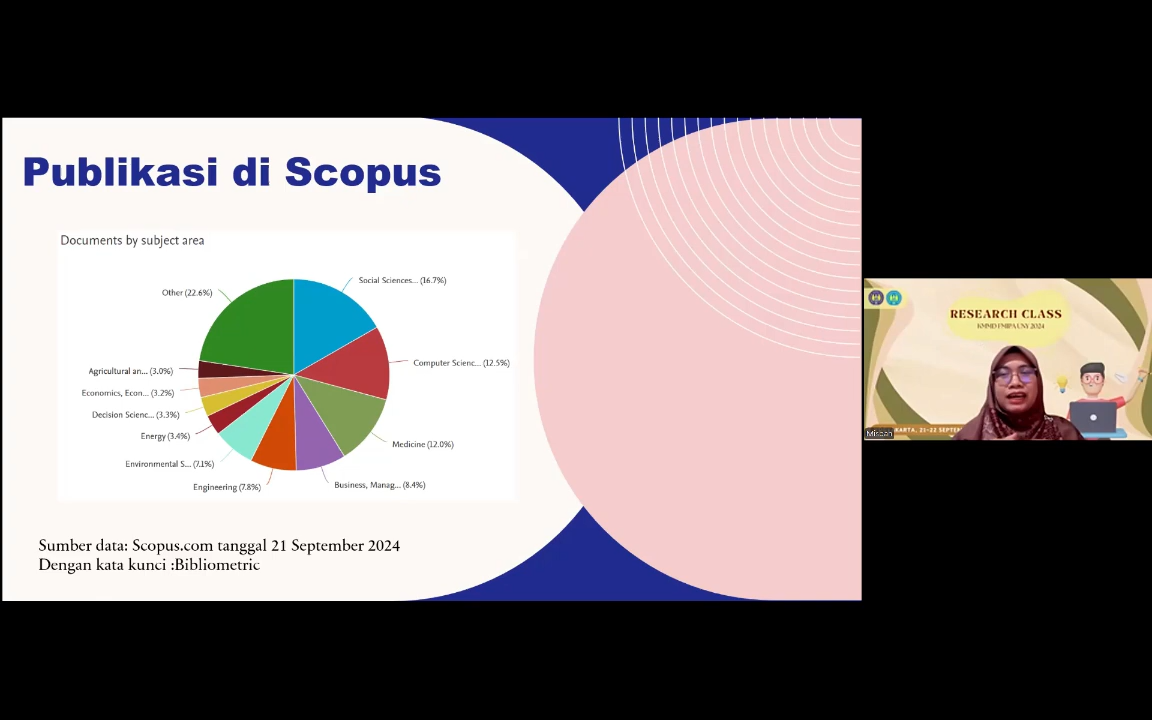 Publikasi di Scopus
Documents by subject area
Other (22.6%)
Social Sciences... (16.7%)
Computer Scienc... (12.5%)
Agricultural an... (3.0%)
Economics, Econ... (3.2%)
Decision Scienc... (3.3%)
Energy (3.4%)
Medicine (12.0%)
Environmental S... (7.1%)
Business, Manag... (8.4%)
Engineering (7.8%)
Sumber data: Scopus.com tanggal 21 September 2024
Dengan kata kunci :Bibliometric
RESEARCH CLASS
KMMD FMIPA UNY 2024
Misbah